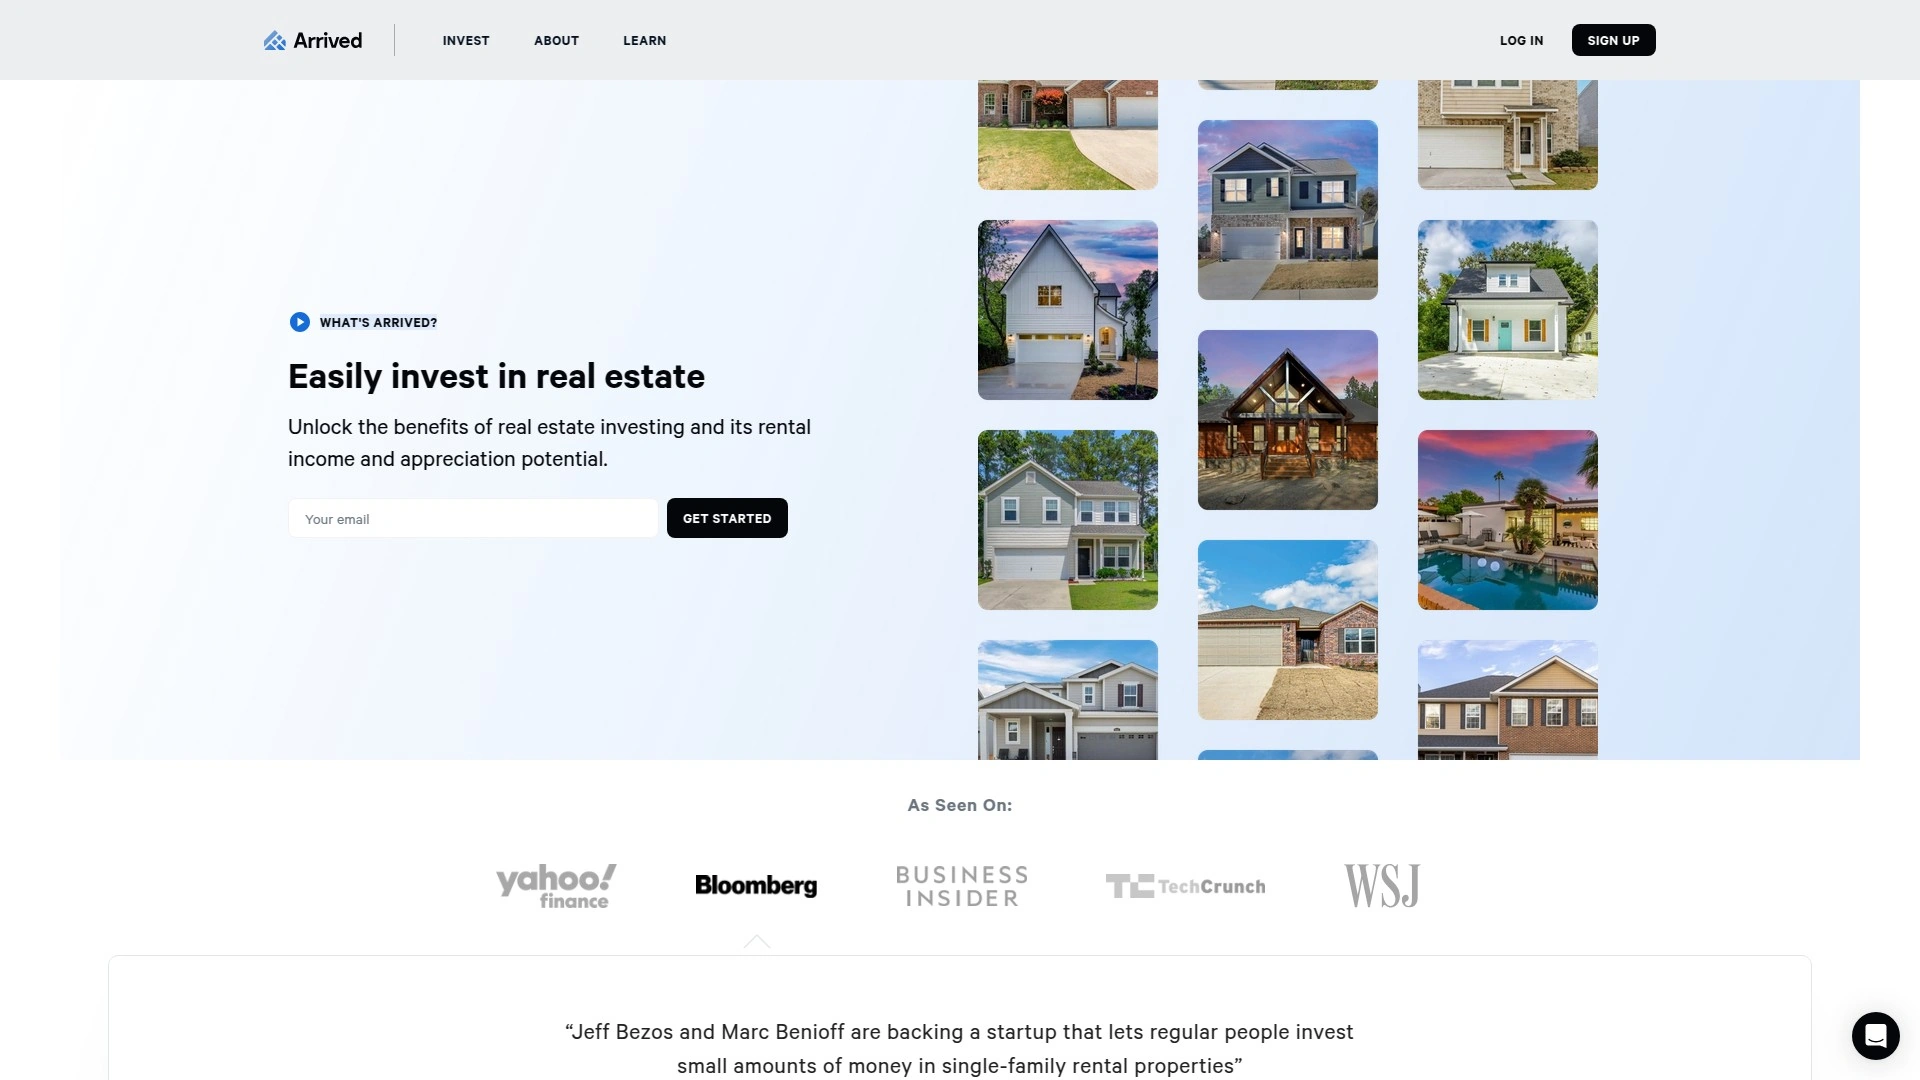 Arrived
INVEST
ABOUT
LEARN
LOG IN
SIGN UP
WHAT'S ARRIVED?
Easily invest in real estate
Unlock the benefits of real estate investing and its rental
income and appreciation potential.
Your email
GET STARTED
As Seen On:
yahoo!
finance
Bloomberg
BUSINESS
INSIDER
TC TechCrunch
WSJ
“Jeff Bezos and Marc Benioff are backing a startup that lets regular people invest
small amounts of money in single-family rental properties”